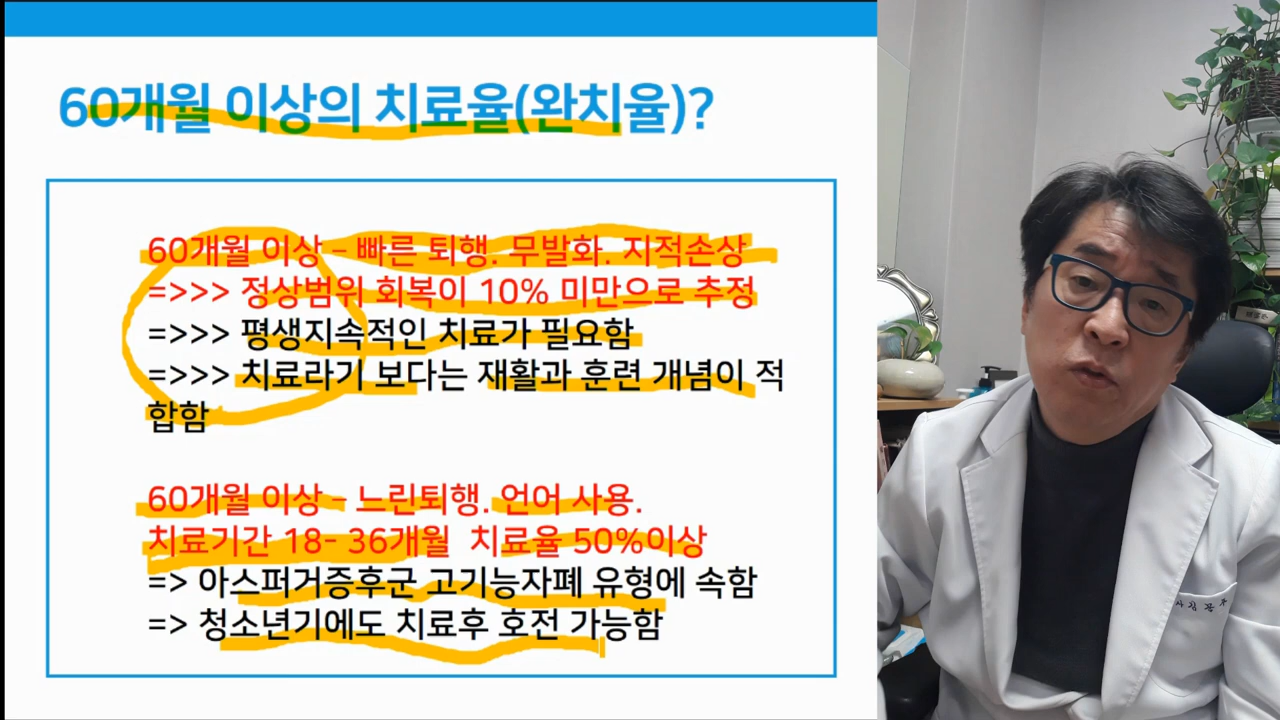 60개월 이상의 치료율(완치율)?
60개월 이상 – 빠른 퇴행. 무발화. 지적손상
=>>> 정상범위 회복이 10% 미만으로 추정
=>>> 평생지속적인 치료가 필요함
=>>> 치료라기 보다는 재활과 훈련 개념이 적
합함
60개월 이상 – 느린퇴행. 언어 사용.
치료기간 18- 36개월 치료율 50%이상
=> 아스퍼거증후군 고기능자폐 유형에 속함
=> 청소년기에도 치료후 호전 가능함